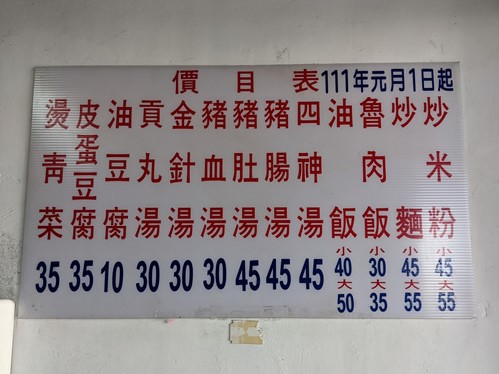 價目表 111年元月1日起
炒米粉 小45 大55
炒麵 小45 大55
魯肉飯 小30 大35
油飯 小40 大50
四神湯 45
豬腸湯 45
豬肚湯 45
豬血湯 30
金針湯 30
貢丸湯 30
油豆腐 10
皮蛋豆腐 35
燙青菜 35